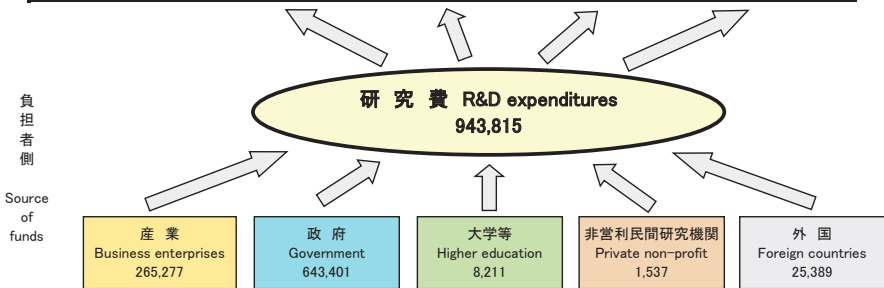 研究費 R&D expenditures
943,815
負担者側
Source
of
funds
産業
Business enterprises
265,277
政府
Government
643,401
大学等
Higher education
8,211
非営利民間研究機関
Private non-profit
1,537
外国
Foreign countries
25,389